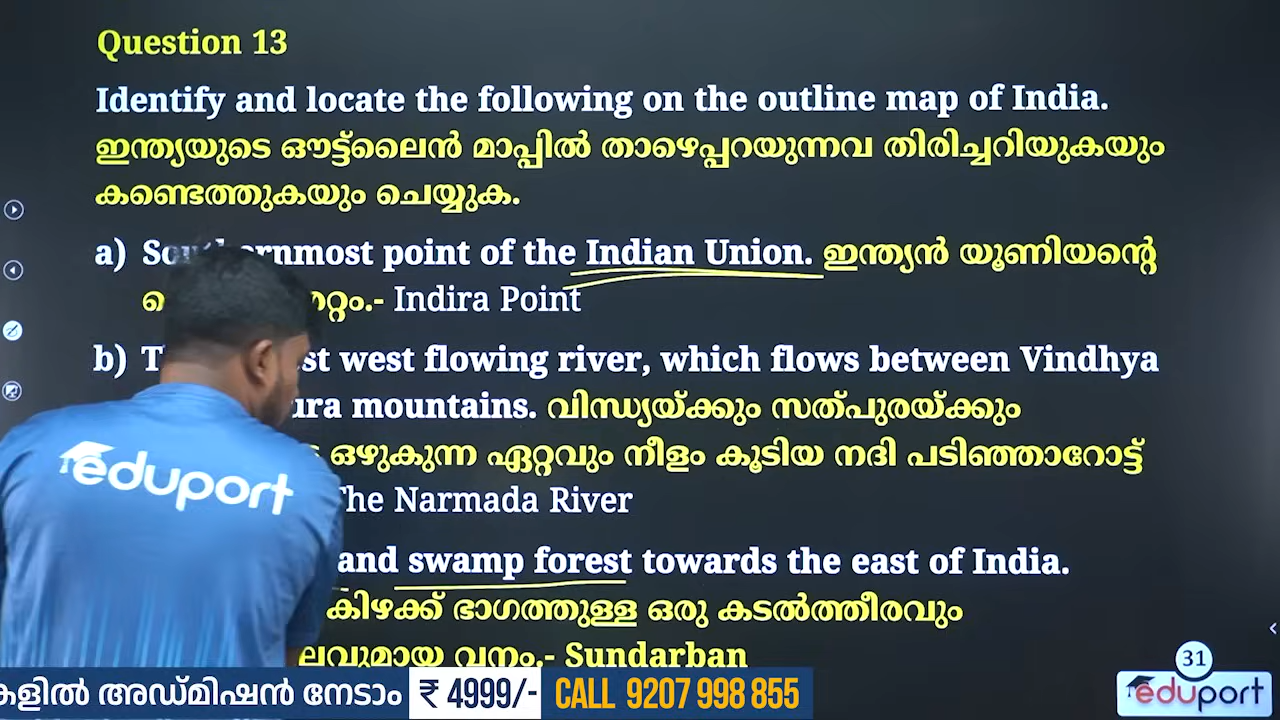 Question 13
Identify and locate the following on the outline map of India.
ഇന്ത്യയുടെ ഔട്ട്ലൈൻ മാപ്പിൽ താഴെപ്പറയുന്നവ തിരിച്ചറിയുകയും
കണ്ടെത്തുകയും ചെയ്യുക.
a) Southernmost point of the Indian Union. ഇന്ത്യൻ യൂണിയന്റെ
- Indira Point
b) west flowing river, which flows between Vindhya
mountains. വിന്ധ്യയ്ക്കും സത്പുരയ്ക്കും
ഒഴുകുന്ന ഏറ്റവും നീളം കൂടിയ നദി പടിഞ്ഞാറോട്ട്
The Narmada River
and swamp forest towards the east of India.
കിഴക്ക് ഭാഗത്തുള്ള ഒരു കടൽത്തീരവും
വനം.- Sundarban
eduport
31
eduport
അഡ്മിഷൻ നേടാം ₹ 4999/- CALL 9207 998 855